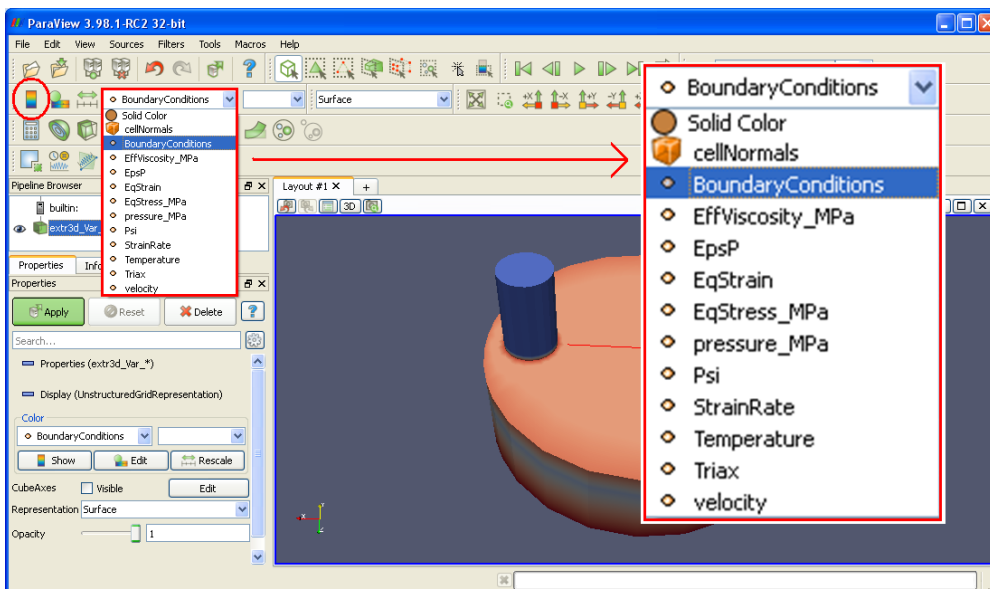 ParaView 3.98.1-RC2 32-bit
File Edit View Sources Filters Tools Macros Help
BoundaryConditions
Surface
Solid Color
cellNormals
BoundaryConditions
EffViscosity_MPa
EpsP
EqStrain
EqStress_MPa
pressure_MPa
Psi
StrainRate
Temperature
Triax
velocity
Pipeline Browser
builtin:
extr3d_Var_
Properties
Properties
Apply Reset Delete
Search...
Properties (extr3d_Var_*)
Display (UnstructuredGridRepresentation)
Color
BoundaryConditions
Show Edit Rescale
CubeAxes Visible Edit
Representation Surface
Opacity 1
Layout #1 X +
3D
BoundaryConditions
Solid Color
cellNormals
BoundaryConditions
EffViscosity_MPa
EpsP
EqStrain
EqStress_MPa
pressure_MPa
Psi
StrainRate
Temperature
Triax
velocity